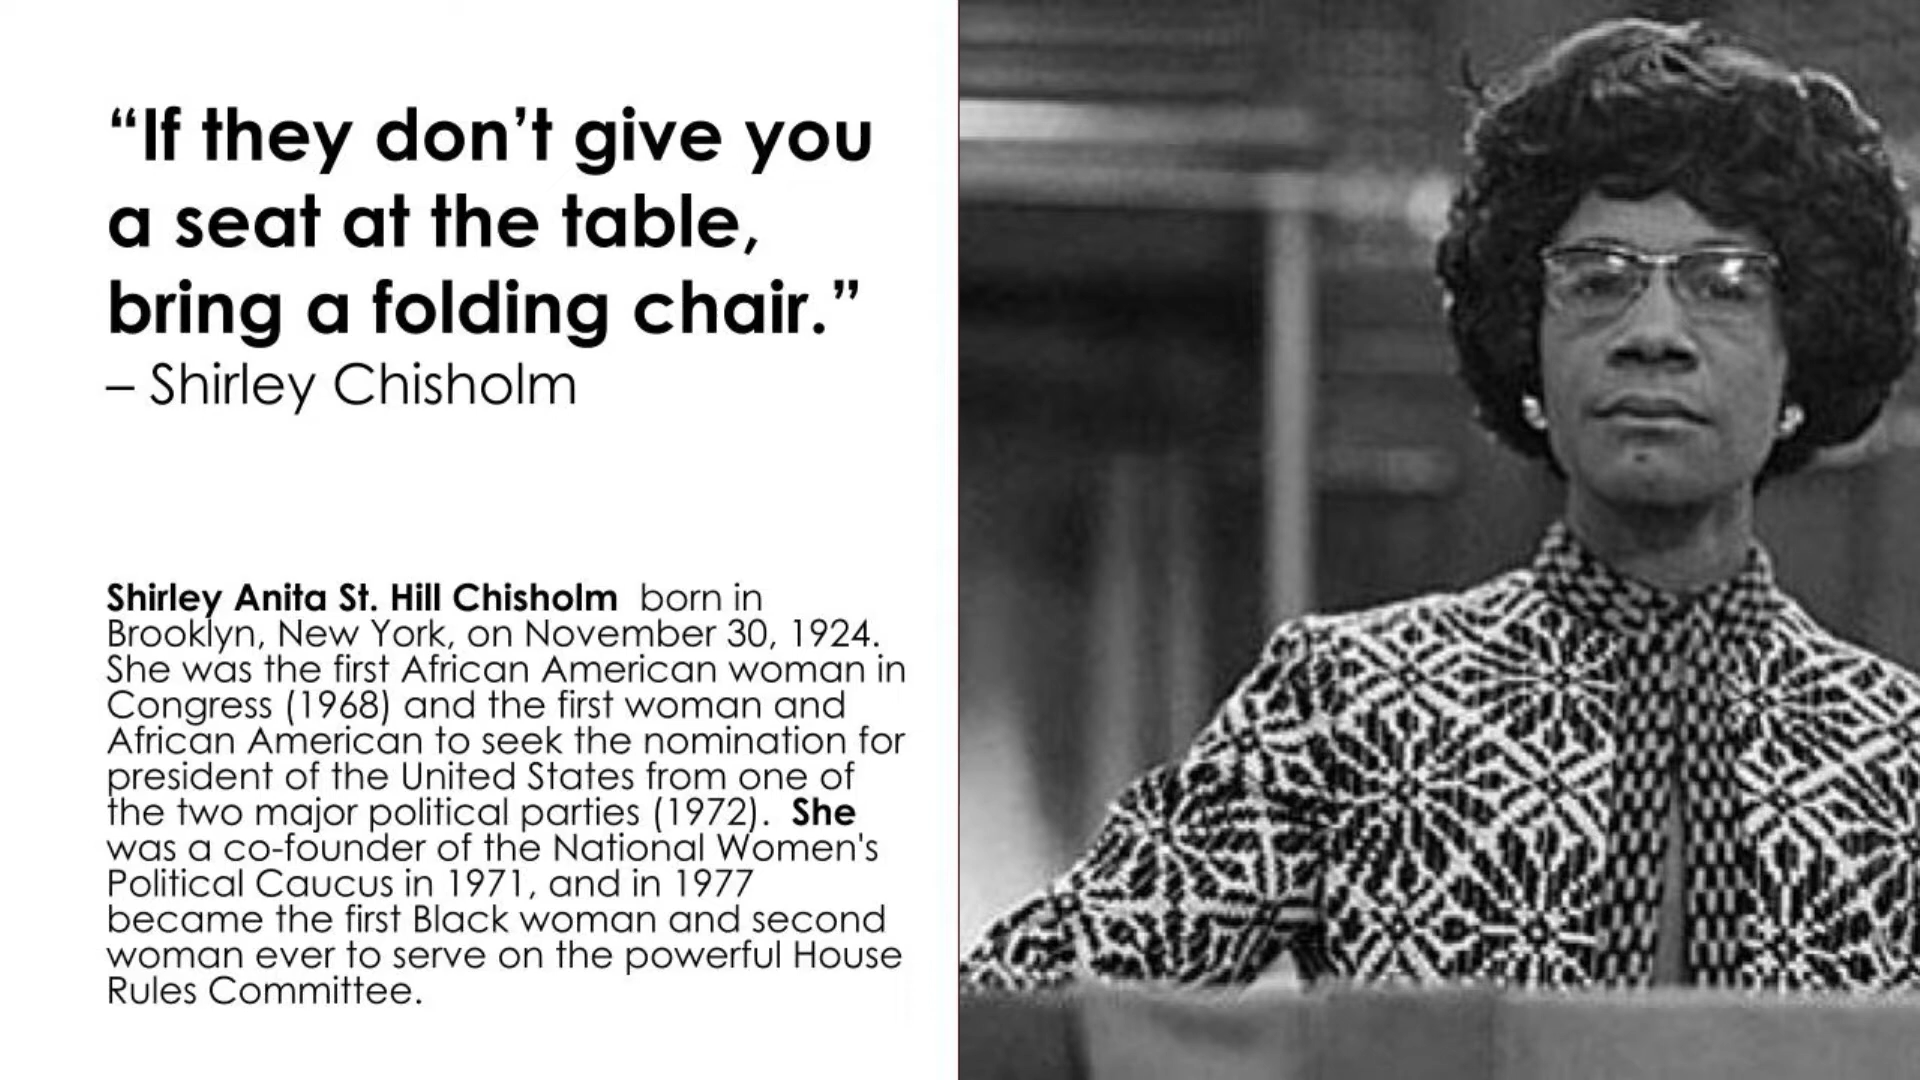 “If they don’t give you
a seat at the table,
bring a folding chair.”
– Shirley Chisholm
Shirley Anita St. Hill Chisholm  born in
Brooklyn, New York, on November 30, 1924.
She was the first African American woman in
Congress (1968) and the first woman and
African American to seek the nomination for
president of the United States from one of
the two major political parties (1972).  She
was a co-founder of the National Women's
Political Caucus in 1971, and in 1977
became the first Black woman and second
woman ever to serve on the powerful House
Rules Committee.